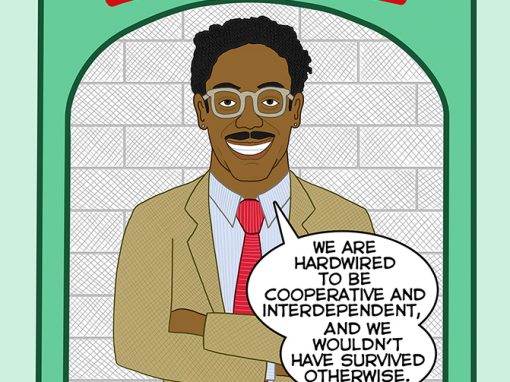 WE ARE
HARDWIRED
TO BE
COOPERATIVE AND
INTERDEPENDENT,
AND WE
WOULDN'T
HAVE SURVIVED
OTHERWISE.